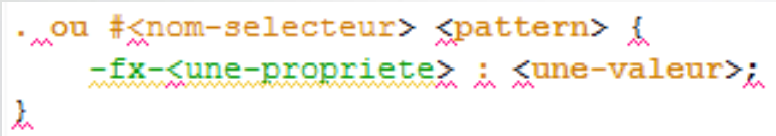 . ou #<nom-selecteur> <pattern> {
-fx-<une-propriete> : <une-valeur>;
}